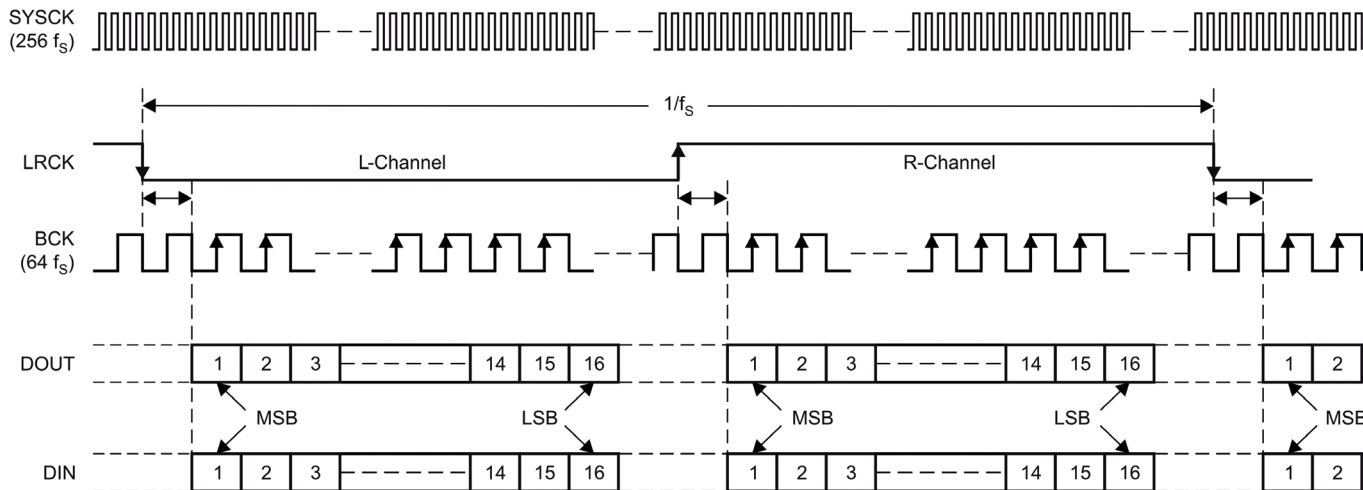 SYSCK
(256 fS)
1/fS
LRCK
L-Channel
R-Channel
BCK
(64 fS)
DOUT
1 2 3 14 15 16 1 2 3 14 15 16 1 2
MSB LSB MSB LSB MSB
DIN
1 2 3 14 15 16 1 2 3 14 15 16 1 2